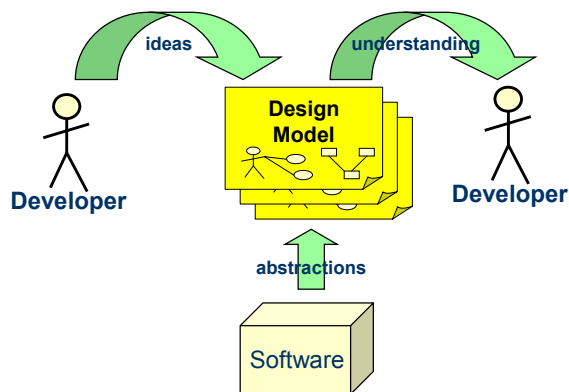 ideas
understanding
Design
Model
Developer
Developer
abstractions
Software